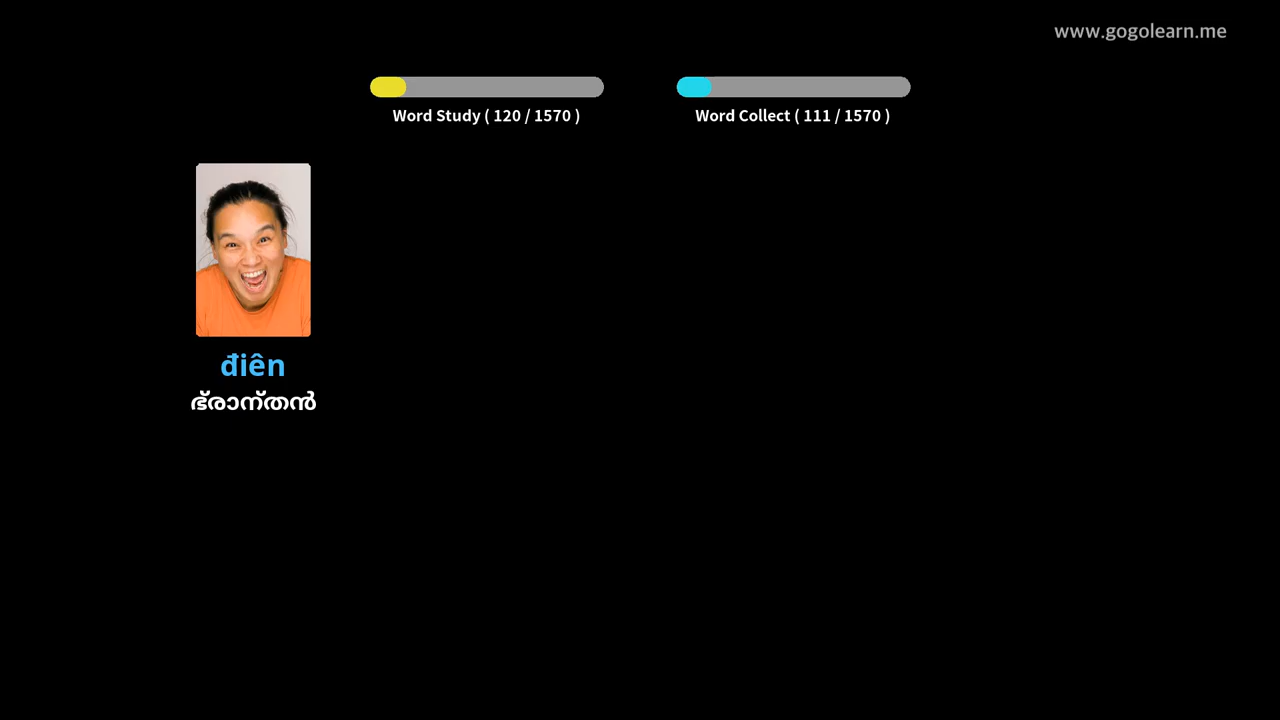 www.gogolearn.me
Word Study ( 120 / 1570 )
Word Collect ( 111 / 1570 )
điên
ഭ്രാന്തൻ